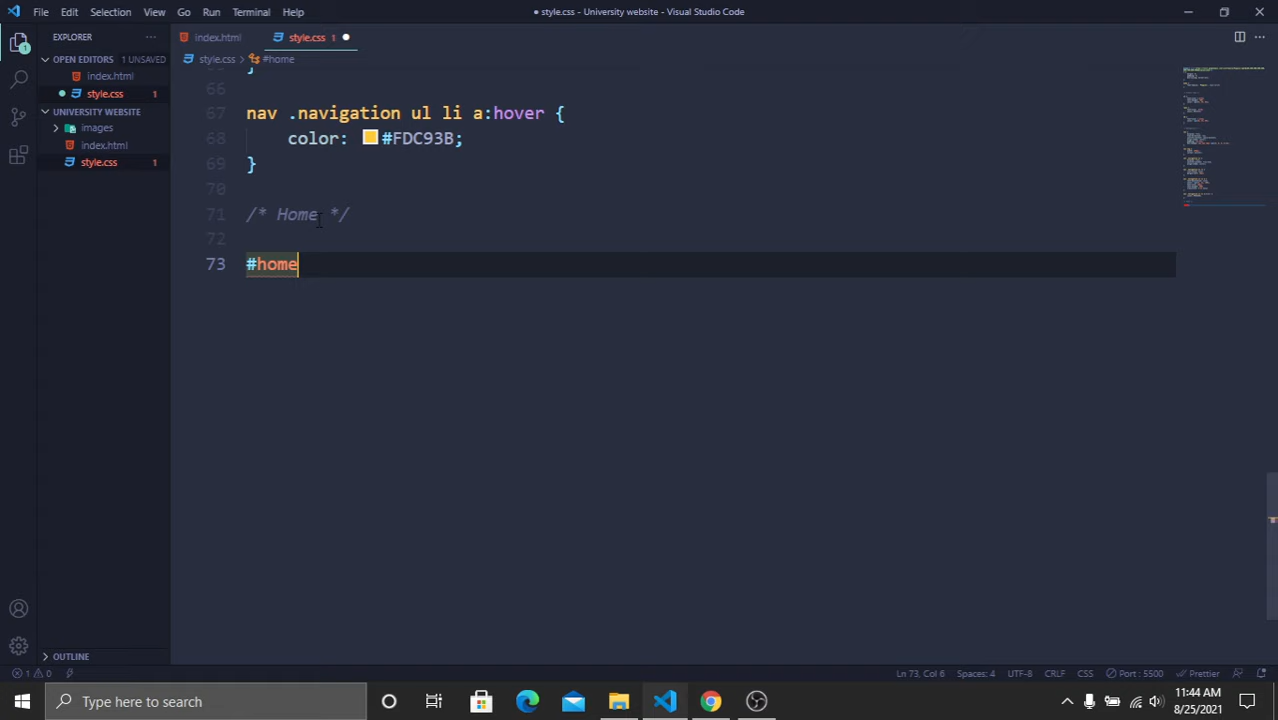 File Edit Selection View Go Run Terminal Help
● style.css - University website - Visual Studio Code
EXPLORER
index.html
style.css 1
style.css > #home
OPEN EDITORS 1 UNSAVED
index.html
style.css 1
UNIVERSITY WEBSITE
images
index.html
style.css 1
66
67 nav .navigation ul li a:hover {
68 color: #FDC93B;
69 }
70
71 /* Home */
72
73 #home
OUTLINE
1 0
Ln 73, Col 6 Spaces: 4 UTF-8 CRLF CSS Port : 5500 Prettier
Type here to search
11:44 AM
8/25/2021